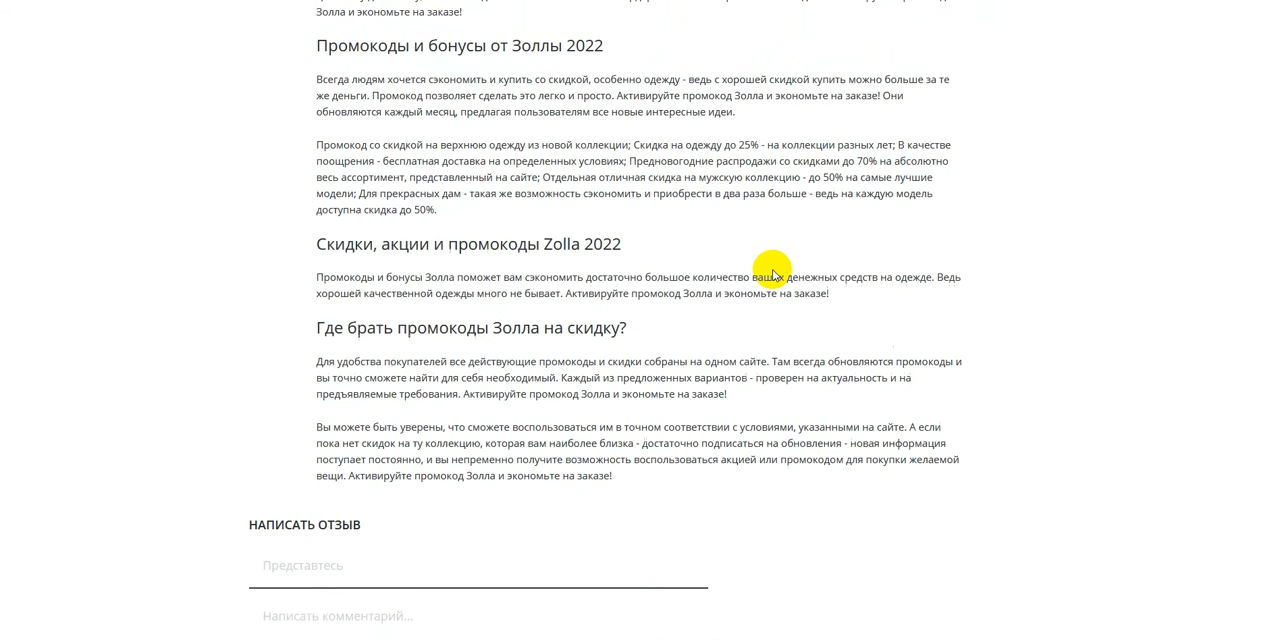 Золла и экономьте на заказе!
Промокоды и бонусы от Золлы 2022
Всегда людям хочется сэкономить и купить со скидкой, особенно одежду - ведь с хорошей скидкой купить можно больше за те
же деньги. Промокод позволяет сделать это легко и просто. Активируйте промокод Золла и экономьте на заказе! Они
обновляются каждый месяц, предлагая пользователям все новые интересные идеи.
Промокод со скидкой на верхнюю одежду из новой коллекции; Скидка на одежду до 25% - на коллекции разных лет; В качестве
поощрения - бесплатная доставка на определенных условиях; Предновогодние распродажи со скидками до 70% на абсолютно
весь ассортимент, представленный на сайте; Отдельная отличная скидка на мужскую коллекцию - до 50% на самые лучшие
модели; Для прекрасных дам - такая же возможность сэкономить и приобрести в два раза больше - ведь на каждую модель
доступна скидка до 50%.
Скидки, акции и промокоды Zolla 2022
Промокоды и бонусы Золла поможет вам сэкономить достаточно большое количество ваших денежных средств на одежде. Ведь
хорошей качественной одежды много не бывает. Активируйте промокод Золла и экономьте на заказе!
Где брать промокоды Золла на скидку?
Для удобства покупателей все действующие промокоды и скидки собраны на одном сайте. Там всегда обновляются промокоды и
вы точно сможете найти для себя необходимый. Каждый из предложенных вариантов - проверен на актуальность и на
предъявляемые требования. Активируйте промокод Золла и экономьте на заказе!
Вы можете быть уверены, что сможете воспользоваться им в точном соответствии с условиями, указанными на сайте. А если
пока нет скидок на ту коллекцию, которая вам наиболее близка - достаточно подписаться на обновления - новая информация
поступает постоянно, и вы непременно получите возможность воспользоваться акцией или промокодом для покупки желаемой
вещи. Активируйте промокод Золла и экономьте на заказе!
НАПИСАТЬ ОТЗЫВ
Представтесь
Написать комментарий...